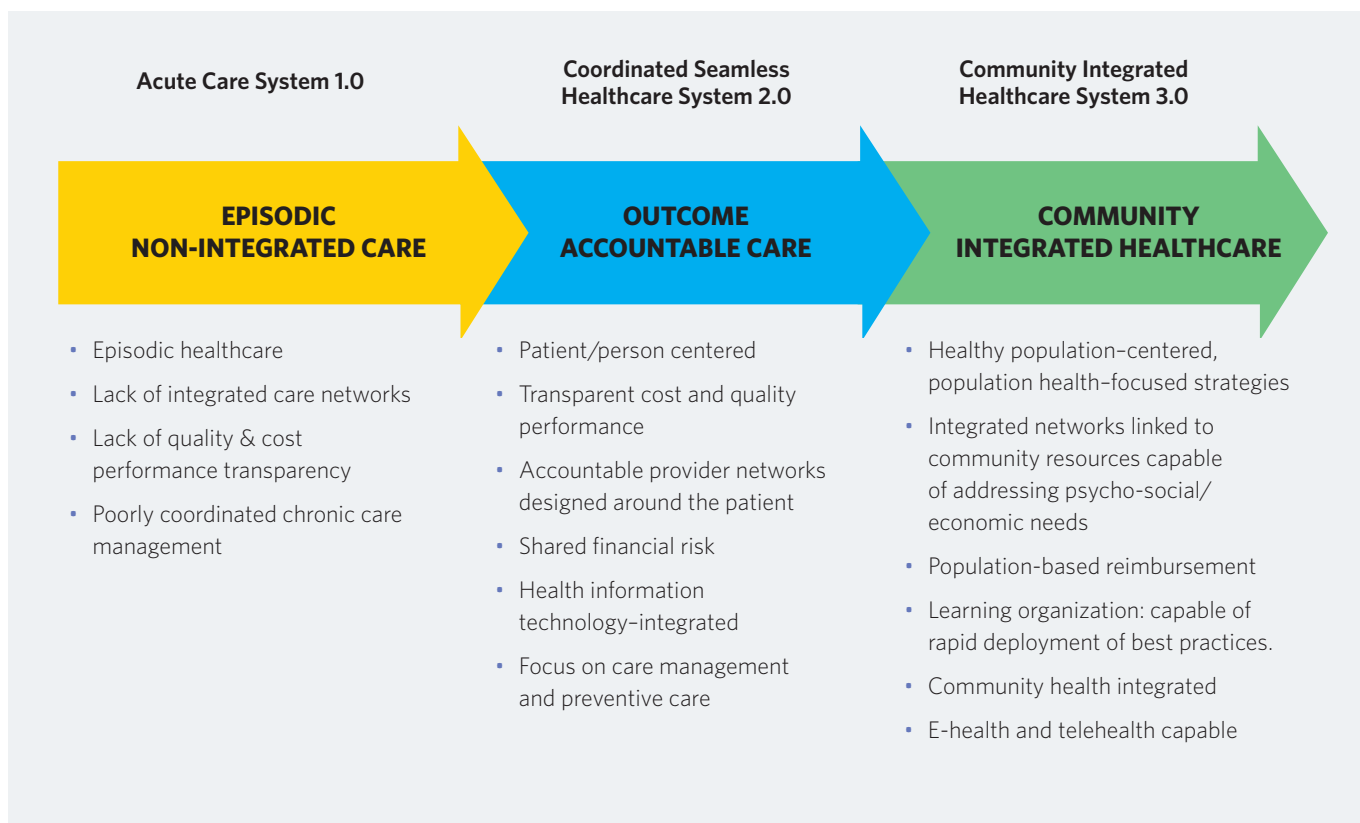 Acute Care System 1.0
Coordinated Seamless
Healthcare System 2.0
Community Integrated
Healthcare System 3.0
EPISODIC
NON-INTEGRATED CARE
OUTCOME
ACCOUNTABLE CARE
COMMUNITY
INTEGRATED HEALTHCARE
• Episodic healthcare
• Lack of integrated care networks
• Lack of quality & cost
performance transparency
• Poorly coordinated chronic care
management
• Patient/person centered
• Transparent cost and quality
performance
• Accountable provider networks
designed around the patient
• Shared financial risk
• Health information
technology–integrated
• Focus on care management
and preventive care
• Healthy population–centered,
population health–focused strategies
• Integrated networks linked to
community resources capable
of addressing psycho-social/
economic needs
• Population-based reimbursement
• Learning organization: capable of
rapid deployment of best practices.
• Community health integrated
• E-health and telehealth capable